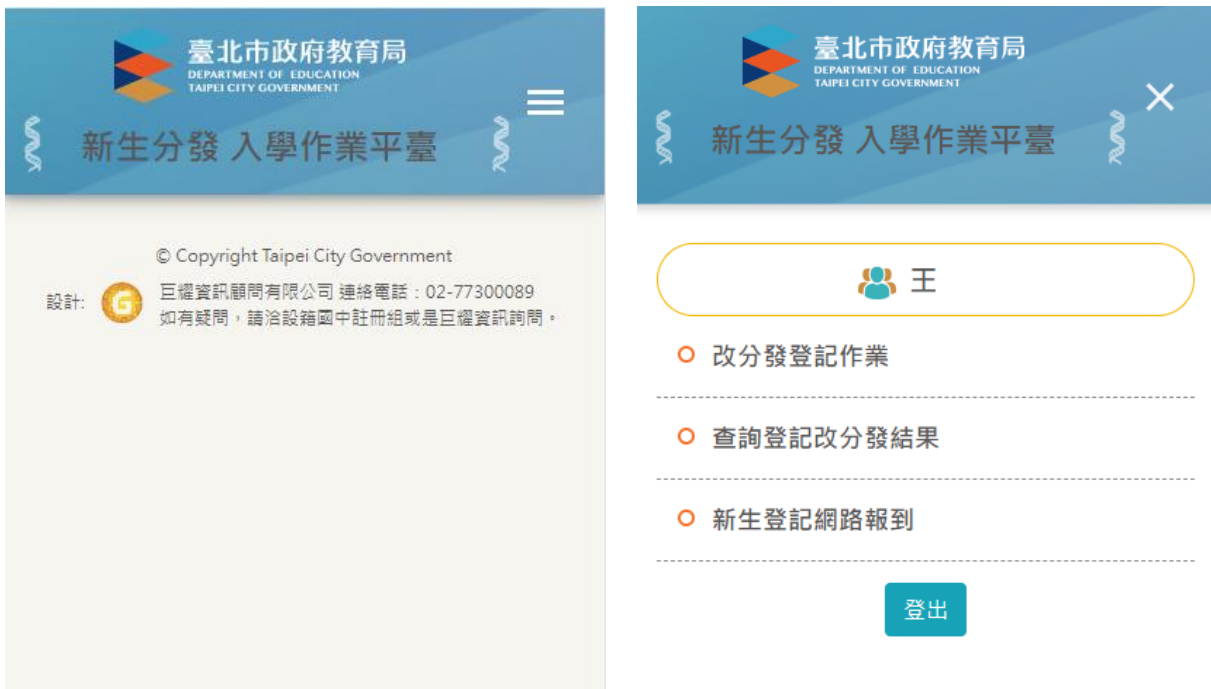 臺北市政府教育局
DEPARTMENT OF EDUCATION
TAIPEI CITY GOVERNMENT
新生分發 入學作業平臺
© Copyright Taipei City Government
設計:
G
巨耀資訊顧問有限公司 連絡電話：02-77300089
如有疑問，請洽設籍國中註冊組或是巨耀資訊詢問。
臺北市政府教育局
DEPARTMENT OF EDUCATION
TAIPEI CITY GOVERNMENT
新生分發 入學作業平臺
王
改分發登記作業
查詢登記改分發結果
新生登記網路報到
登出